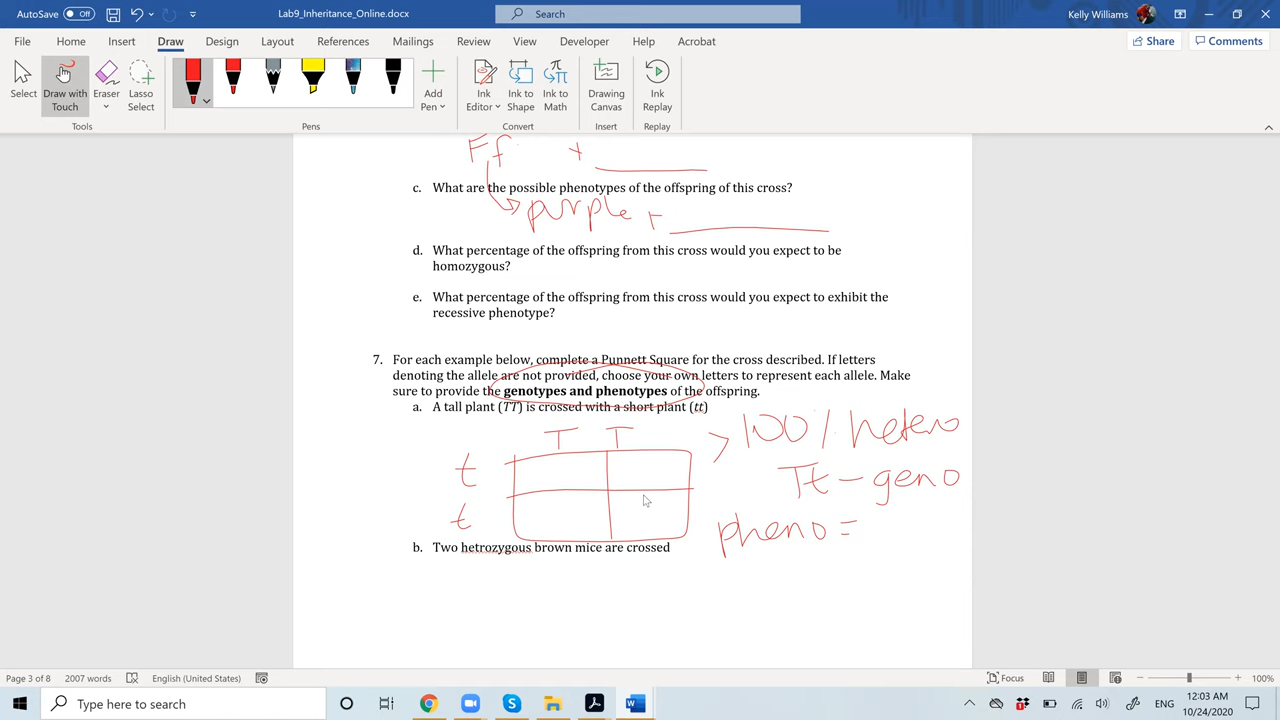 AutoSave Off
Lab9_Inheritance_Online.docx
Search
Kelly Williams
File Home Insert Draw Design Layout References Mailings Review View Developer Help Acrobat
Share Comments
Select
Draw with Touch
Eraser
Lasso Select
Add Pen
Ink Editor
Ink to Shape
Ink to Math
Drawing Canvas
Ink Replay
Tools Pens Convert Insert Replay
Ff +
c. What are the possible phenotypes of the offspring of this cross?
purple +
d. What percentage of the offspring from this cross would you expect to be
homozygous?
e. What percentage of the offspring from this cross would you expect to exhibit the
recessive phenotype?
7. For each example below, complete a Punnett Square for the cross described. If letters
denoting the allele are not provided, choose your own letters to represent each allele. Make
sure to provide the genotypes and phenotypes of the offspring.
a. A tall plant (TT) is crossed with a short plant (tt)
T T
> 100% hetero
t
Tt - geno
t
pheno =
b. Two hetrozygous brown mice are crossed
Page 3 of 8 2007 words English (United States) Focus 100%
Type here to search
ENG
12:03 AM
10/24/2020